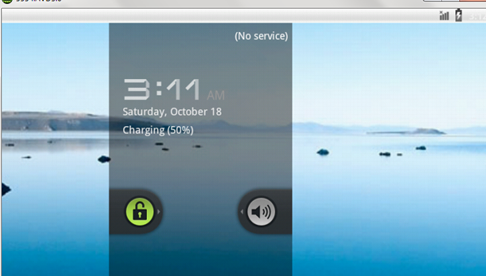 (No service)
3:11 AM
Saturday, October 18
Charging (50%)